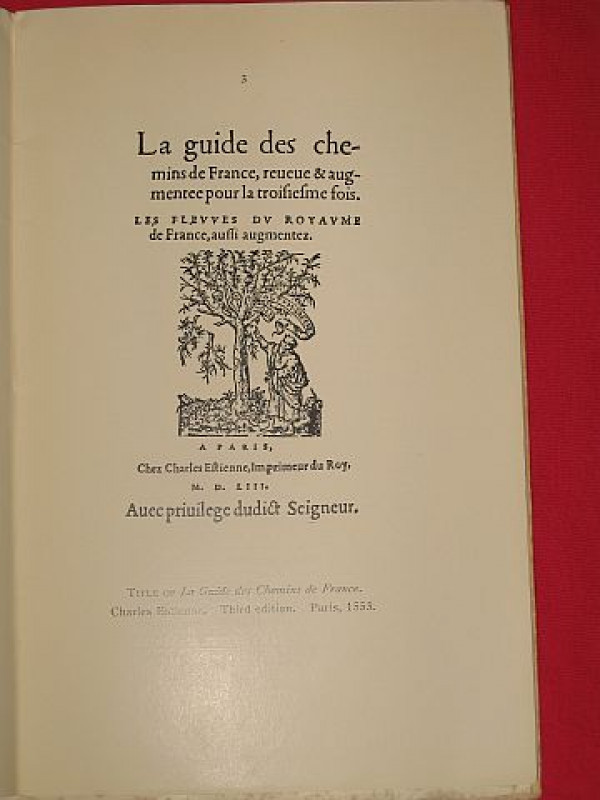 3
La guide des che-
mins de France, reueue & aug-
mentee pour la troisiesme fois.
LES FLEVVES DV ROYAVME
de France, aussi augmentez.
A PARIS,
Chez Charles Estienne, Imprimeur du Roy.
M. D. LIII.
Auec priuilege dudict Seigneur.
TITLE OF La Guide des Chemins de France.
Charles Estienne. Third edition. Paris, 1553.